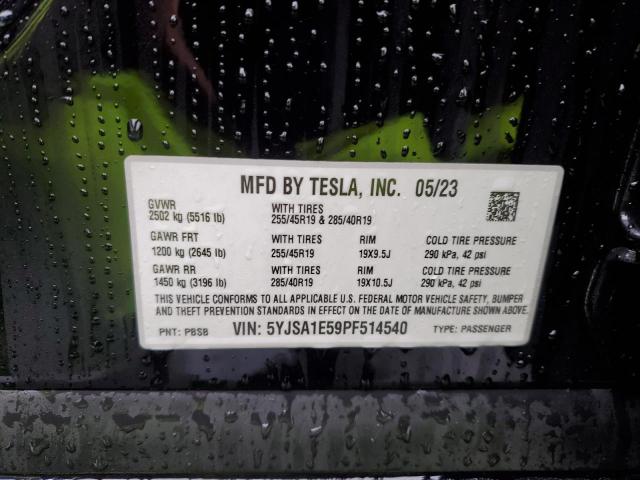 MFD BY TESLA, INC. 05/23
GVWR
2502 kg (5516 lb)
WITH TIRES
255/45R19 & 285/40R19
GAWR FRT
1200 kg (2645 lb)
WITH TIRES
255/45R19
RIM
19X9.5J
COLD TIRE PRESSURE
290 kPa, 42 psi
GAWR RR
1450 kg (3196 lb)
WITH TIRES
285/40R19
RIM
19X10.5J
COLD TIRE PRESSURE
290 kPa, 42 psi
THIS VEHICLE CONFORMS TO ALL APPLICABLE U.S. FEDERAL MOTOR VEHICLE SAFETY, BUMPER
AND THEFT PREVENTION STANDARDS IN EFFECT ON THE DATE OF MANUFACTURE SHOWN ABOVE.
PNT: PBSB VIN: 5YJSA1E59PF514540 TYPE: PASSENGER